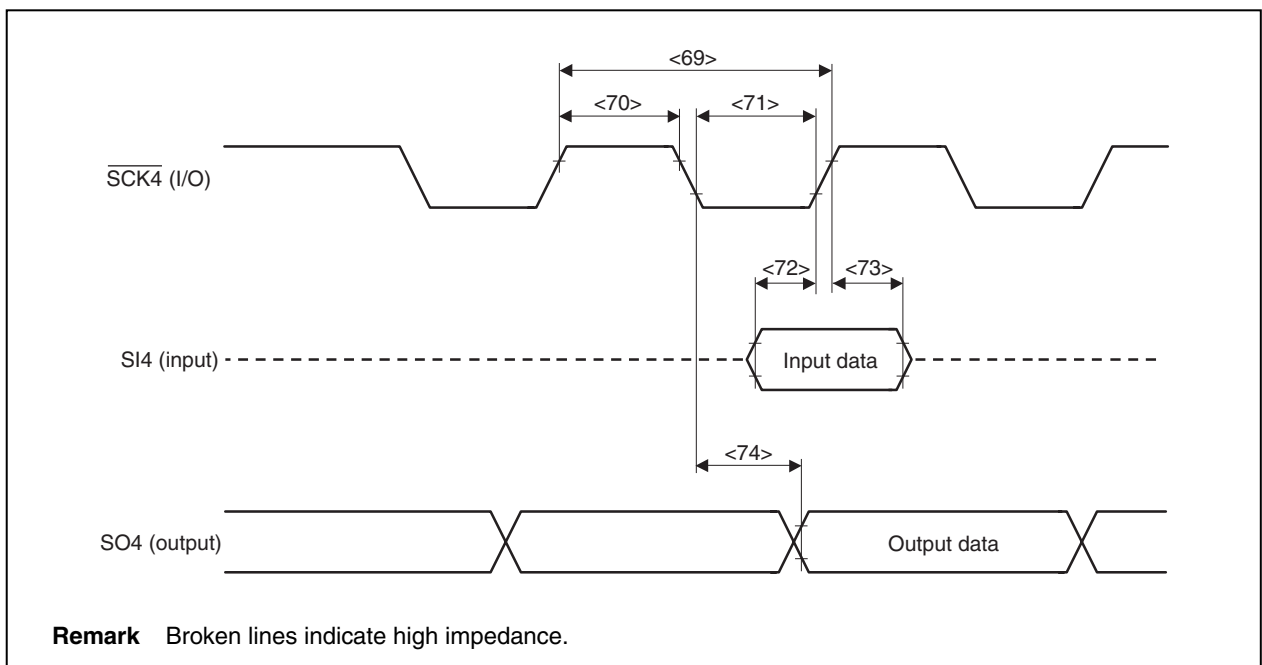 <69>
<70>
<71>
SCK4 (I/O)
<72>
<73>
SI4 (input)
Input data
<74>
SO4 (output)
Output data
Remark Broken lines indicate high impedance.